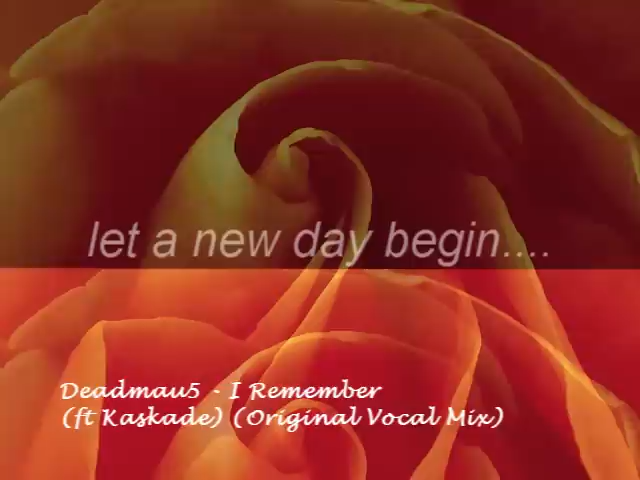 let a new day begin....
Deadmau5 - I Remember
(ft Kaskade) (Original Vocal Mix)